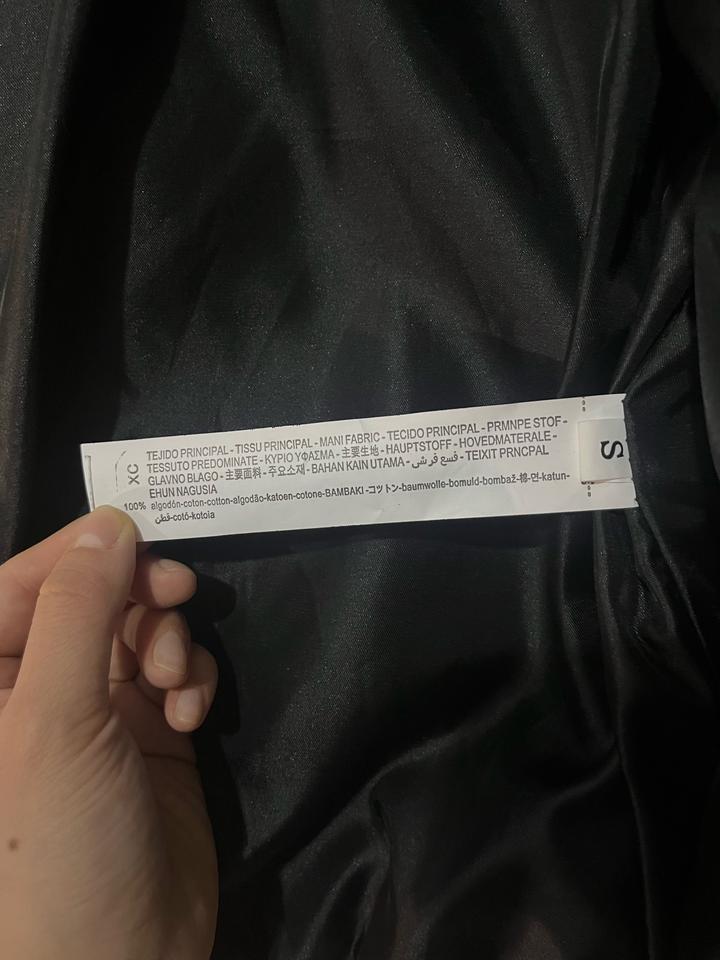 XC
TEJIDO PRINCIPAL - TISSU PRINCIPAL - MANI FABRIC - TECIDO PRINCIPAL - PRMNPE STOF -
TESSUTO PREDOMINATE - ΚΥΡΙΟ ΥΦΑΣΜΑ - 主要生地 - HAUPTSTOFF - HOVEDMATERALE -
GLAVNO BLAGO - 主要面料 - 주요소재 - BAHAN KAIN UTAMA - قرشي - TEIXIT PRNCPAL
EHUN NAGUSIA
100% algodón-coton-cotton-algodão-katoen-cotone-BAMBAKI-コットン-baumwolle-bomuld-bombaž-棉-면-katun-
قطن-cotó-kotoia
S